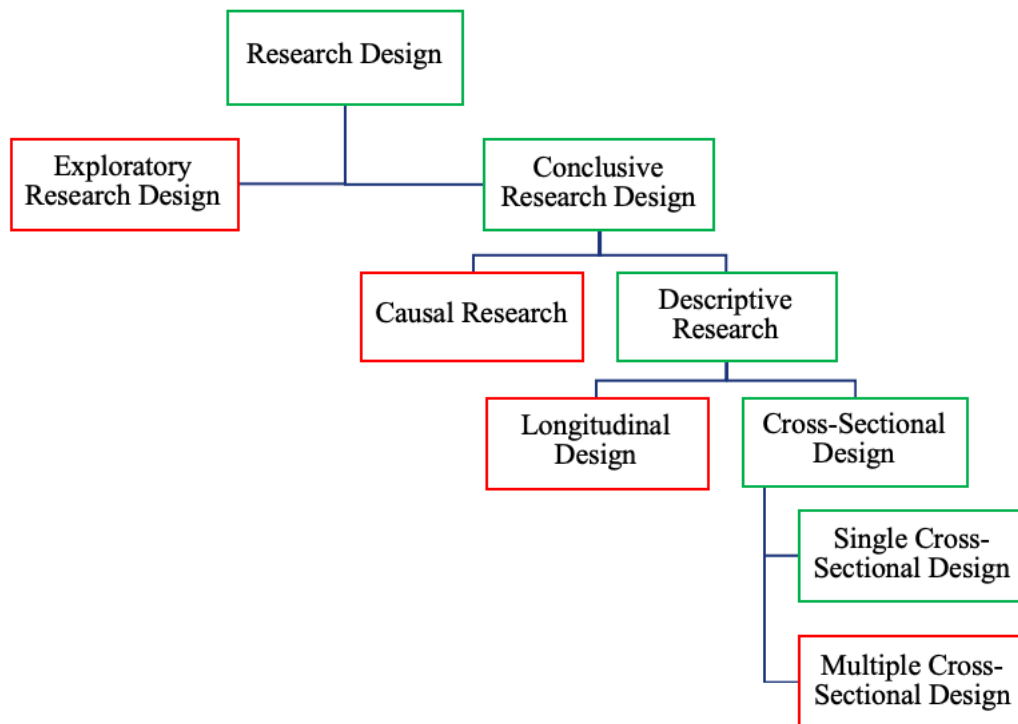 Research Design
Exploratory
Research Design
Conclusive
Research Design
Causal Research
Descriptive
Research
Longitudinal
Design
Cross-Sectional
Design
Single Cross-
Sectional Design
Multiple Cross-
Sectional Design